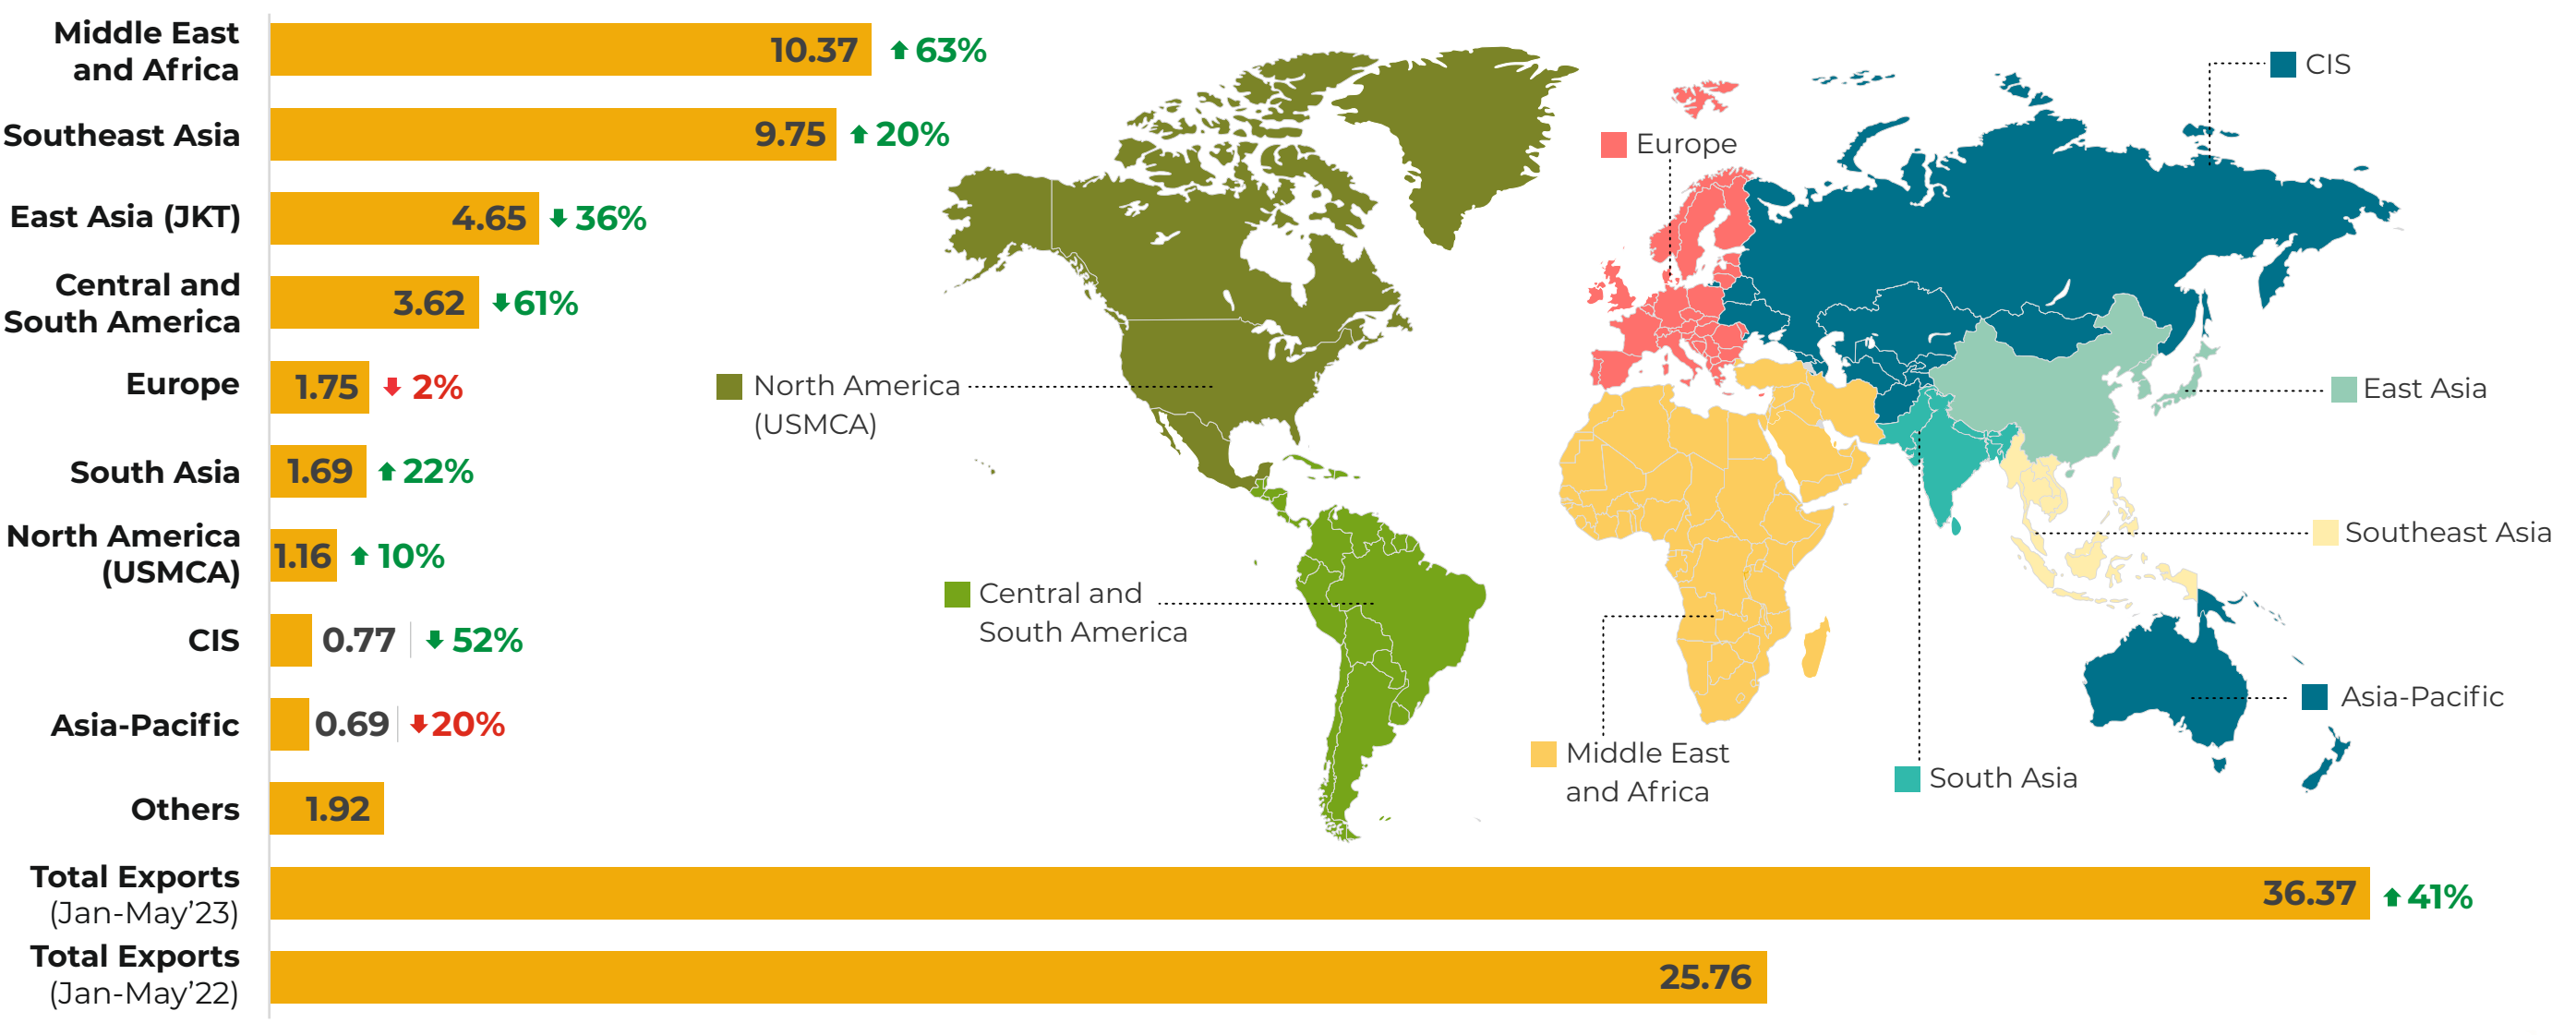 Middle East
and Africa
10.37
63%
Southeast Asia
9.75
20%
East Asia (JKT)
4.65
36%
Central and
South America
3.62
61%
Europe
1.75
2%
South Asia
1.69
22%
North America
(USMCA)
1.16
10%
CIS
0.77
52%
Asia-Pacific
0.69
20%
Others
1.92
Total Exports
(Jan-May’23)
36.37
41%
Total Exports
(Jan-May’22)
25.76
CIS
Europe
North America
(USMCA)
East Asia
Southeast Asia
Central and
South America
Asia-Pacific
Middle East
and Africa
South Asia